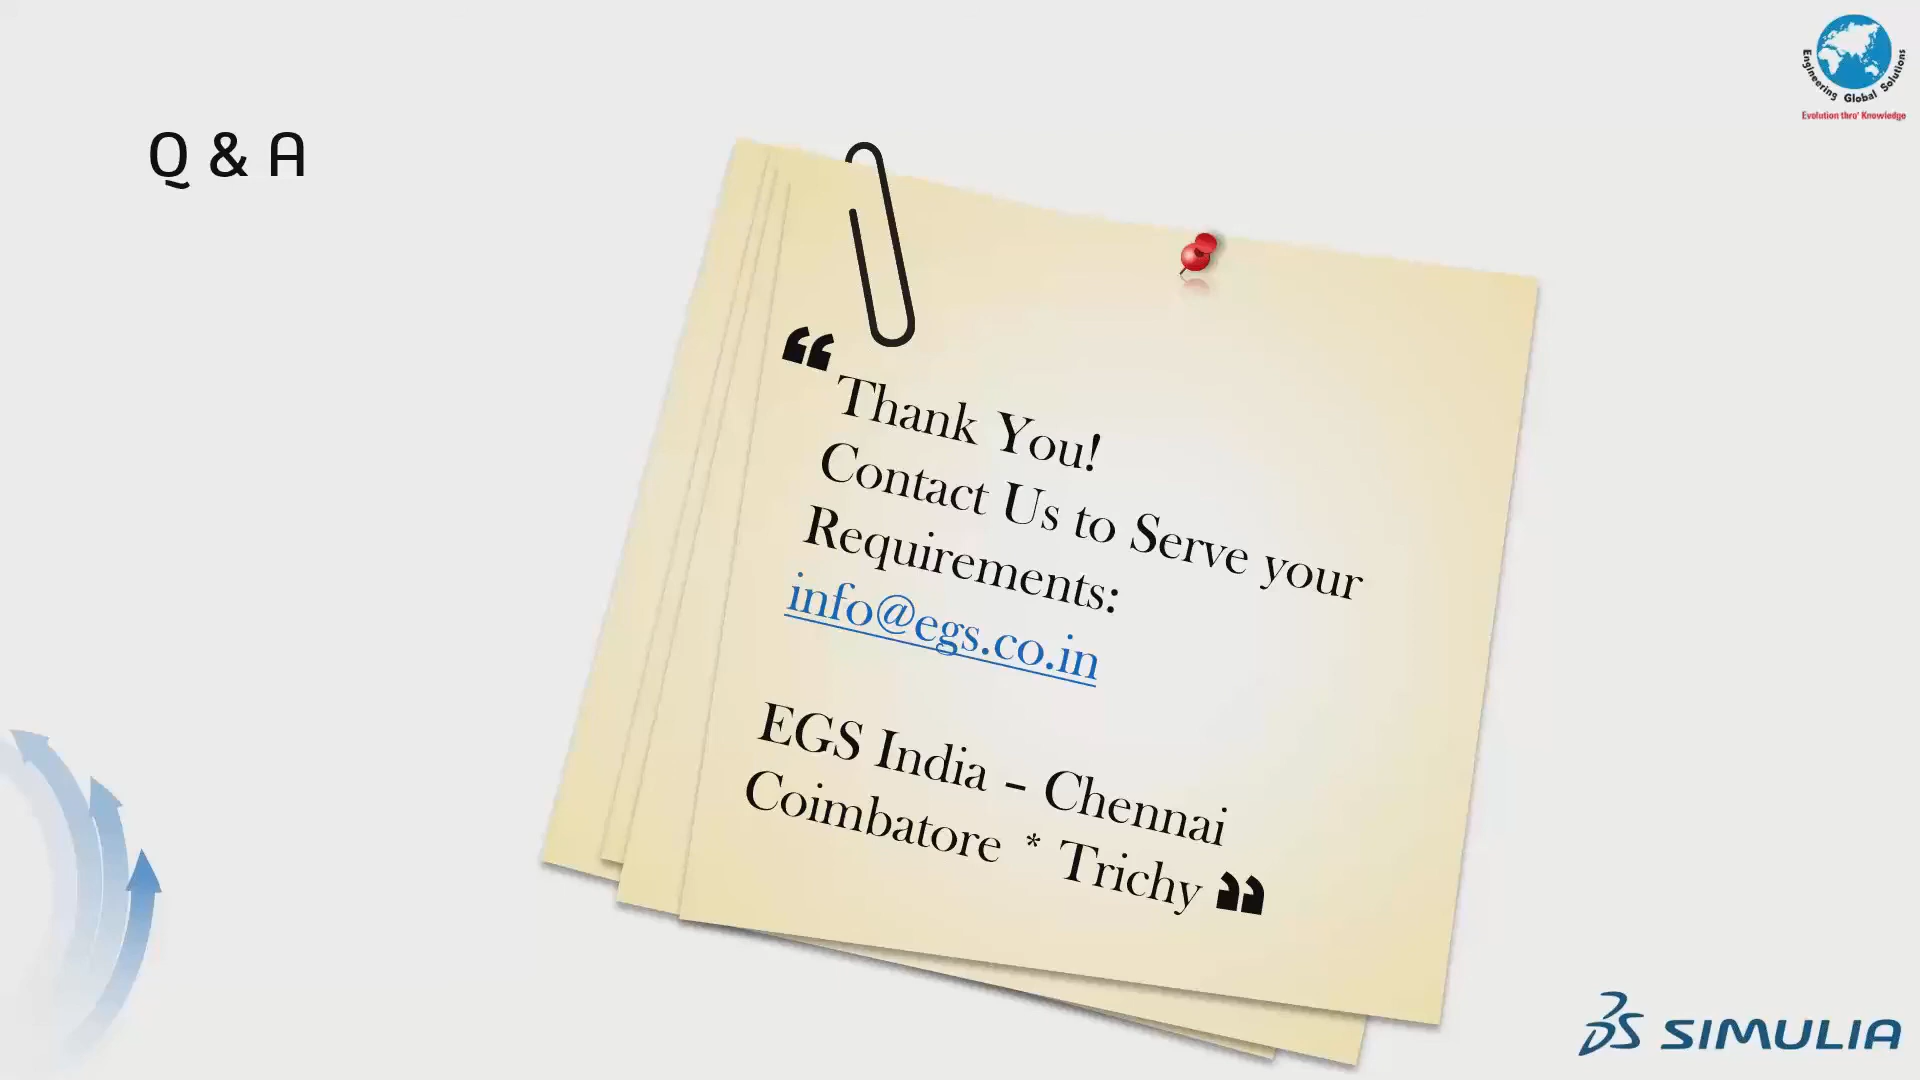 Engineering Global Solutions
Evolution thro' Knowledge
Q & A
“Thank You!
Contact Us to Serve your
Requirements:
info@egs.co.in
EGS India – Chennai
Coimbatore * Trichy”
3DS SIMULIA